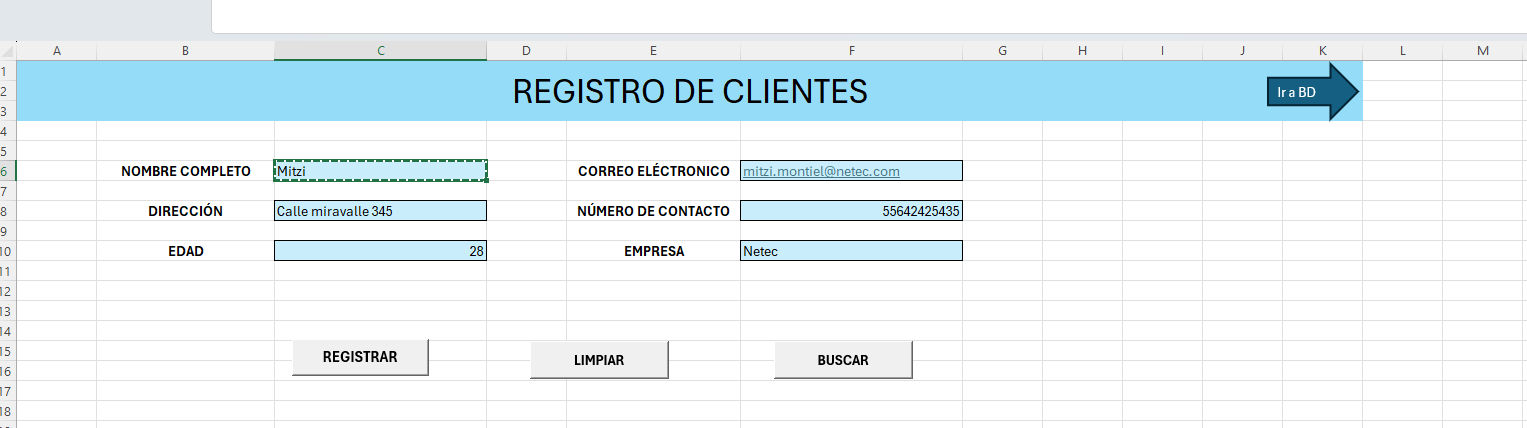 A B C D E F G H I J K L M
1
REGISTRO DE CLIENTES
2 Ir a BD
3
4
5
6 NOMBRE COMPLETO Mitzi CORREO ELÉCTRONICO mitzi.montiel@netec.com
7
8 DIRECCIÓN Calle miravalle 345 NÚMERO DE CONTACTO 55642425435
9
10 EDAD 28 EMPRESA Netec
11
12
13
14
15 REGISTRAR LIMPIAR BUSCAR
16
17
18